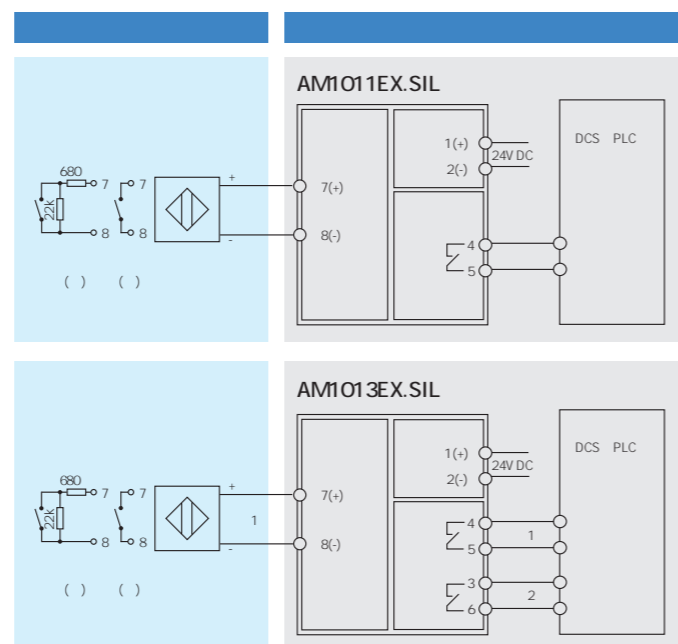 AM1011EX.SIL
1(+)
DCS PLC
24V DC
2(-)
680
7 7
+
7(+)
22k
8 8
-
8(-)
4
5
( ) ( )
AM1013EX.SIL
1(+)
DCS PLC
24V DC
2(-)
680
7 7
+
7(+)
22k
1
4
1
8 8
-
8(-)
5
3
2
6
( ) ( )